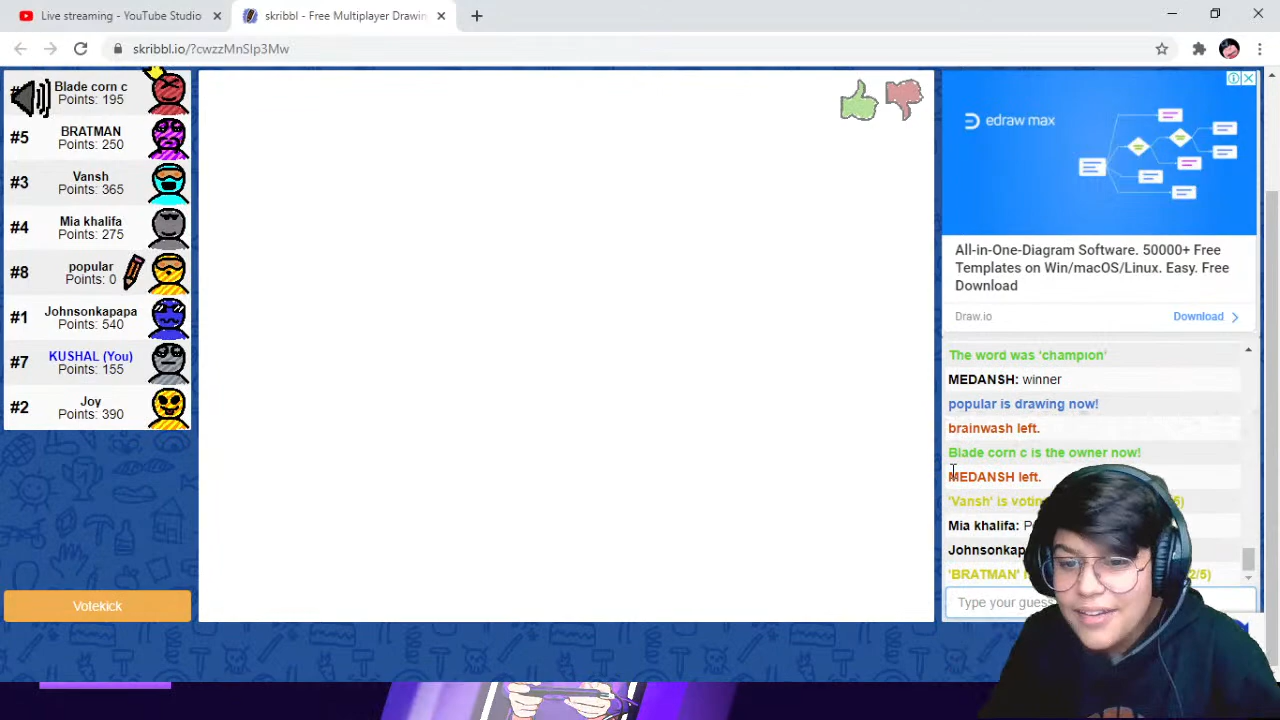 Live streaming - YouTube Studio
skribbl - Free Multiplayer Drawin
skribbl.io/?cwzzMnSlp3Mw
Blade corn c
Points: 195
#5 BRATMAN
Points: 250
#3 Vansh
Points: 365
#4 Mia khalifa
Points: 275
#8 popular
Points: 0
#1 Johnsonkapapa
Points: 540
#7 KUSHAL (You)
Points: 155
#2 Joy
Points: 390
Votekick
edraw max
All-in-One-Diagram Software. 50000+ Free
Templates on Win/macOS/Linux. Easy. Free
Download
Draw.io
Download
The word was 'champion'
MEDANSH: winner
popular is drawing now!
brainwash left.
Blade corn c is the owner now!
MEDANSH left.
'Vansh' is votin
Mia khalifa: P
Johnsonkap
'BRATMAN' 2/5)
Type your guess